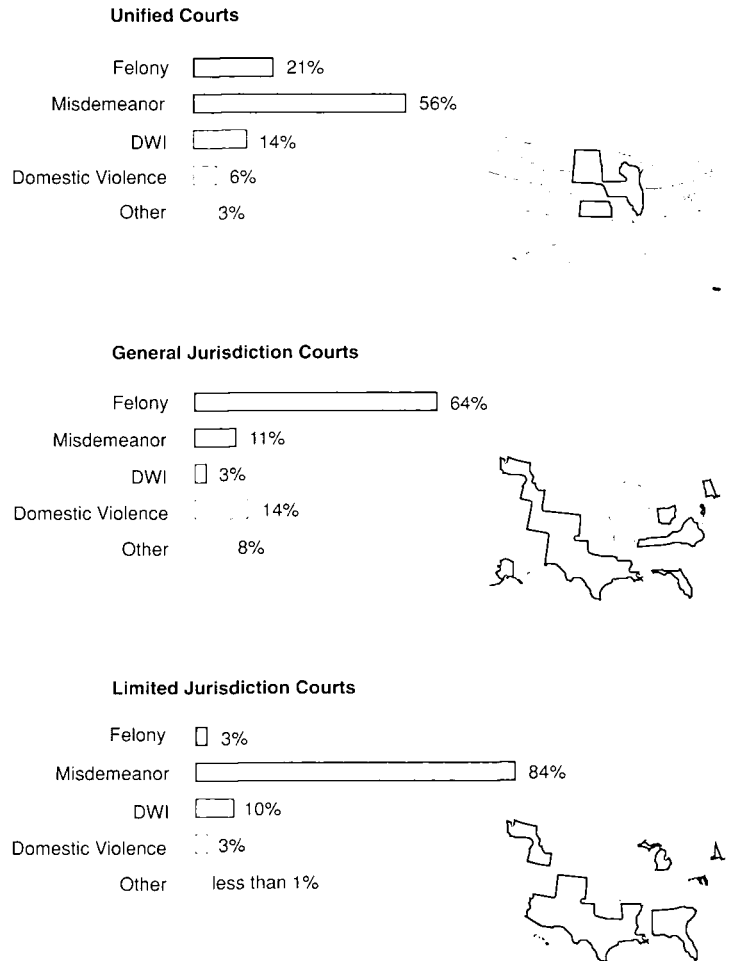 Unified Courts
Felony 21%
Misdemeanor 56%
DWI 14%
Domestic Violence 6%
Other 3%
General Jurisdiction Courts
Felony 64%
Misdemeanor 11%
DWI 3%
Domestic Violence 14%
Other 8%
Limited Jurisdiction Courts
Felony 3%
Misdemeanor 84%
DWI 10%
Domestic Violence 3%
Other less than 1%